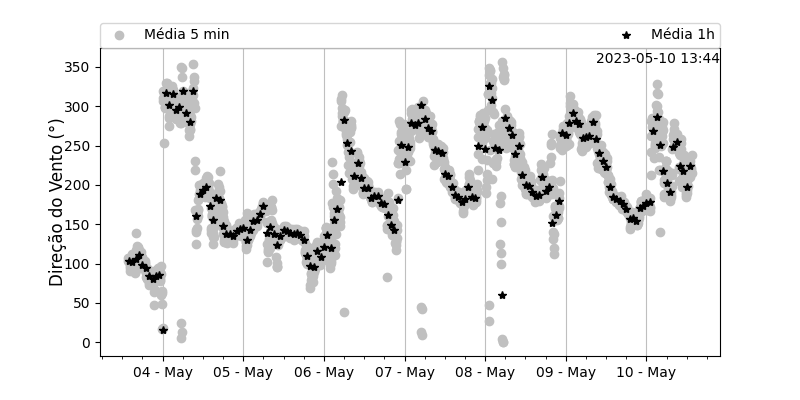 Média 5 min
Média 1h
2023-05-10 13:44
Direção do Vento (°)
350
300
250
200
150
100
50
0
04 - May
05 - May
06 - May
07 - May
08 - May
09 - May
10 - May